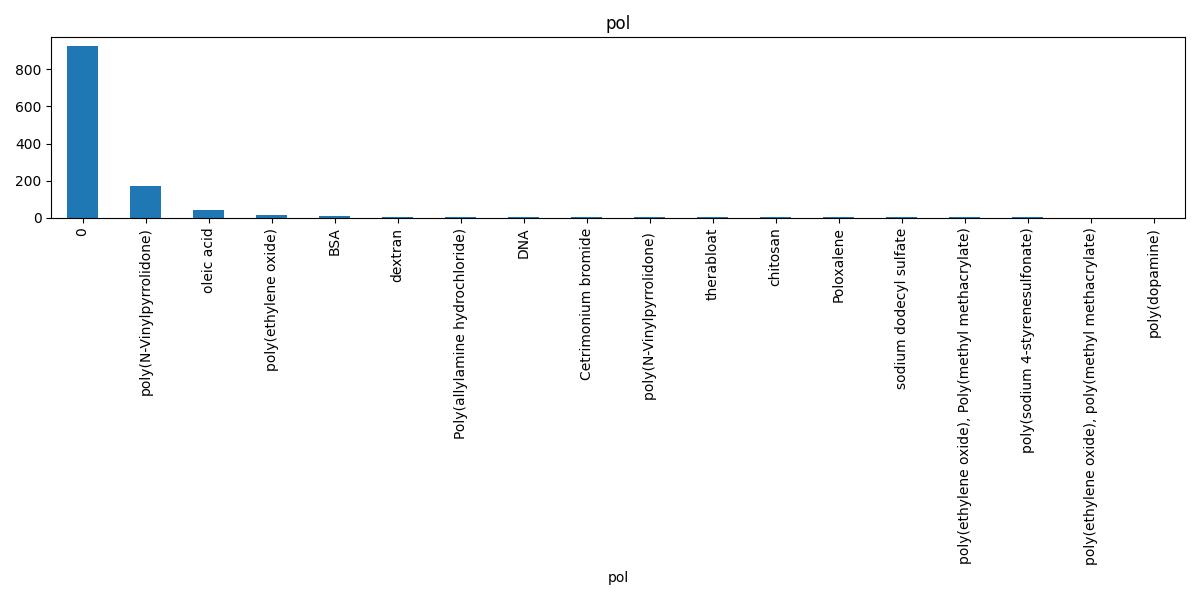 pol
800
600
400
200
0
0
poly(N-Vinylpyrrolidone)
oleic acid
poly(ethylene oxide)
BSA
dextran
Poly(allylamine hydrochloride)
DNA
Cetrimonium bromide
poly(N-Vinylpyrrolidone)
therabloat
chitosan
Poloxalene
sodium dodecyl sulfate
poly(ethylene oxide), Poly(methyl methacrylate)
poly(sodium 4-styrenesulfonate)
poly(ethylene oxide), poly(methyl methacrylate)
poly(dopamine)
pol